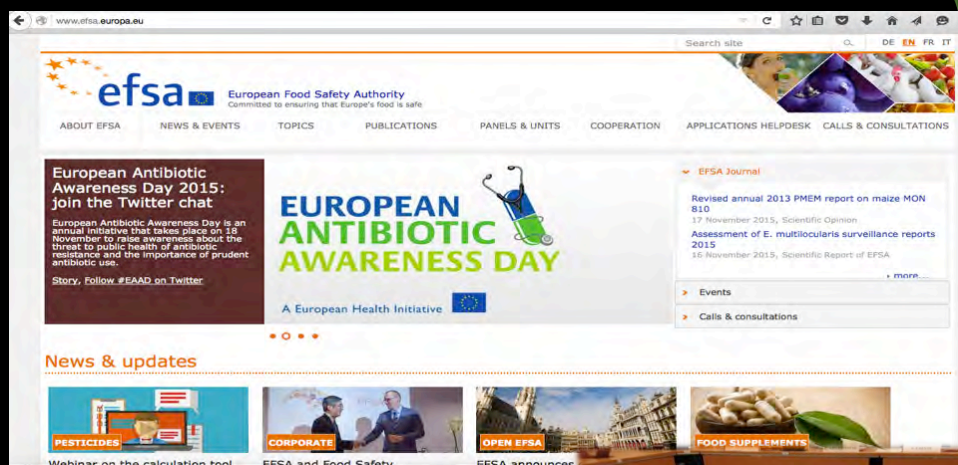 www.efsa.europa.eu
Search site
DE EN FR IT
efsa
European Food Safety Authority
Committed to ensuring that Europe's food is safe
ABOUT EFSA NEWS & EVENTS TOPICS PUBLICATIONS PANELS & UNITS COOPERATION APPLICATIONS HELPDESK CALLS & CONSULTATIONS
European Antibiotic
Awareness Day 2015:
join the Twitter chat
European Antibiotic Awareness Day is an
annual initiative that takes place on 18
November to raise awareness about the
threat to public health of antibiotic
resistance and the importance of prudent
antibiotic use.
Story, Follow #EAAD on Twitter
EUROPEAN
ANTIBIOTIC
AWARENESS DAY
A European Health Initiative
EFSA Journal
Revised annual 2013 PMEM report on maize MON
810
17 November 2015, Scientific Opinion
Assessment of E. multilocularis surveillance reports
2015
16 November 2015, Scientific Report of EFSA
more...
Events
Calls & consultations
News & updates
PESTICIDES
CORPORATE
OPEN EFSA
FOOD SUPPLEMENTS
Webinar on the calculation tool
EFSA and Food Safety
EFSA announces